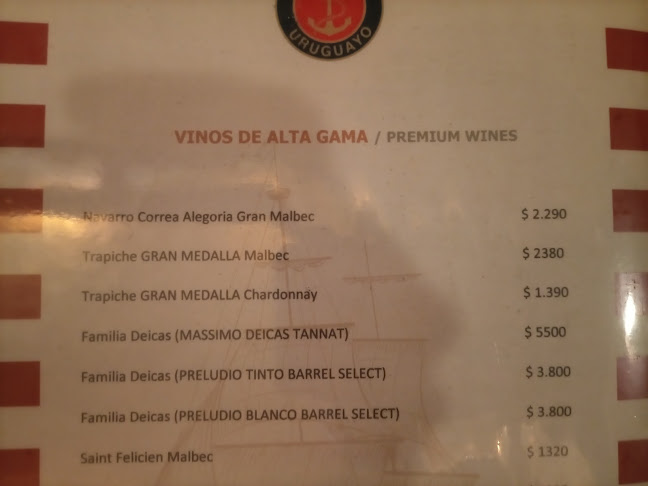 URUGUAYO
VINOS DE ALTA GAMA / PREMIUM WINES
Navarro Correa Alegoria Gran Malbec $ 2.290
Trapiche GRAN MEDALLA Malbec $ 2380
Trapiche GRAN MEDALLA Chardonnay $ 1.390
Familia Deicas (MASSIMO DEICAS TANNAT) $ 5500
Familia Deicas (PRELUDIO TINTO BARREL SELECT) $ 3.800
Familia Deicas (PRELUDIO BLANCO BARREL SELECT) $ 3.800
Saint Felicien Malbec $ 1320